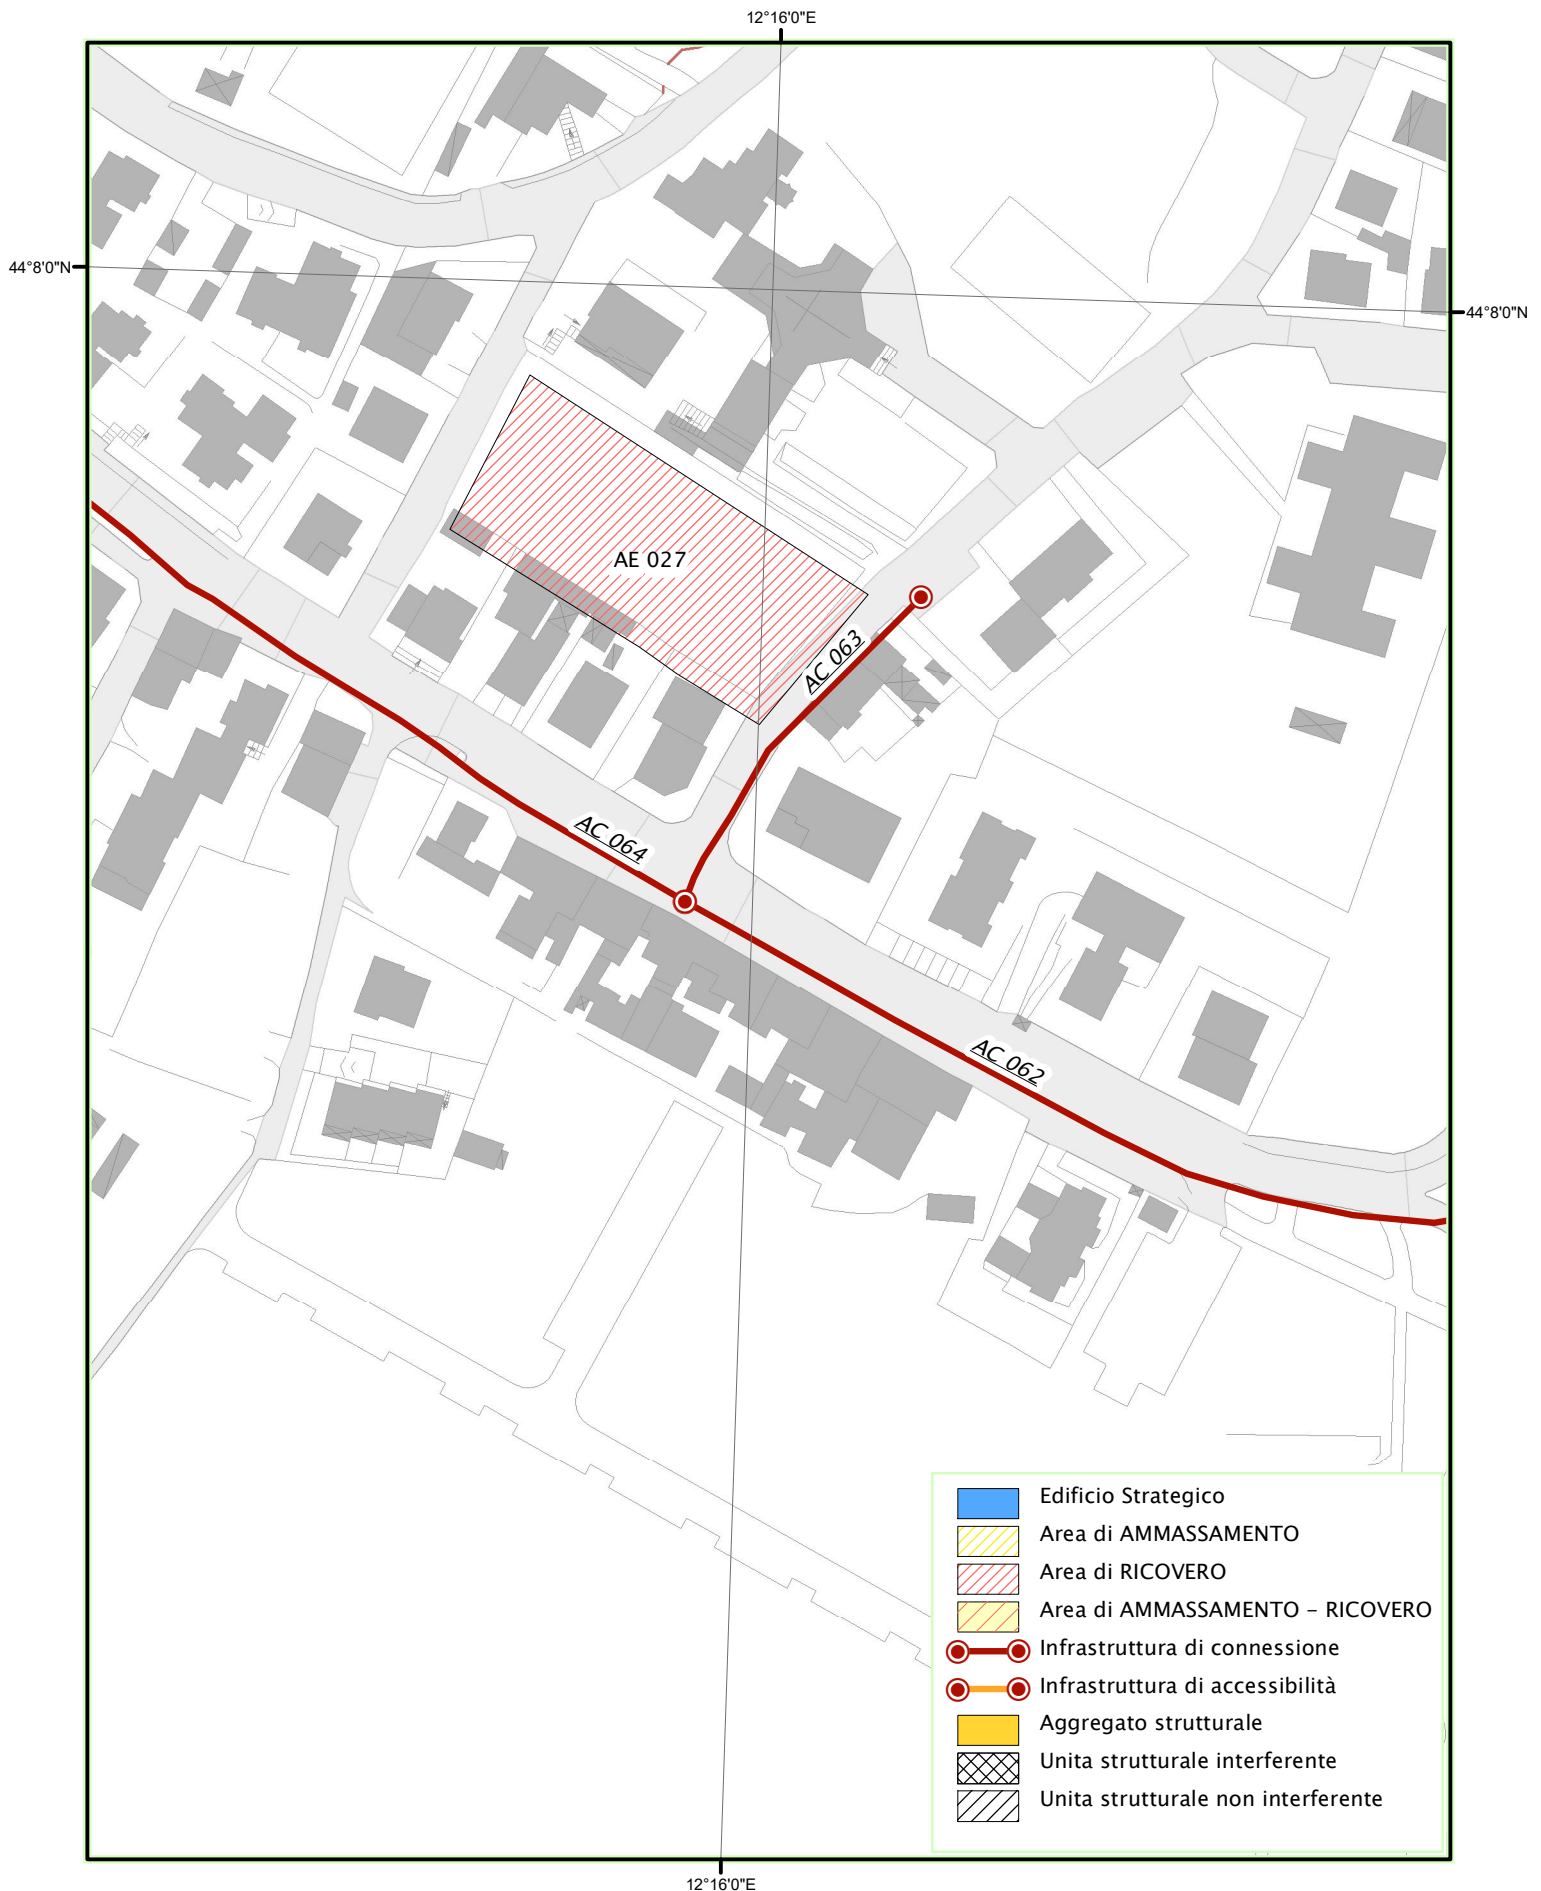 12°16'0"E
44°8'0"N
44°8'0"N
AE 027
AC 063
AC 064
AC 062
Edificio Strategico
Area di AMMASSAMENTO
Area di RICOVERO
Area di AMMASSAMENTO - RICOVERO
Infrastruttura di connessione
Infrastruttura di accessibilità
Aggregato strutturale
Unita strutturale interferente
Unita strutturale non interferente
12°16'0"E